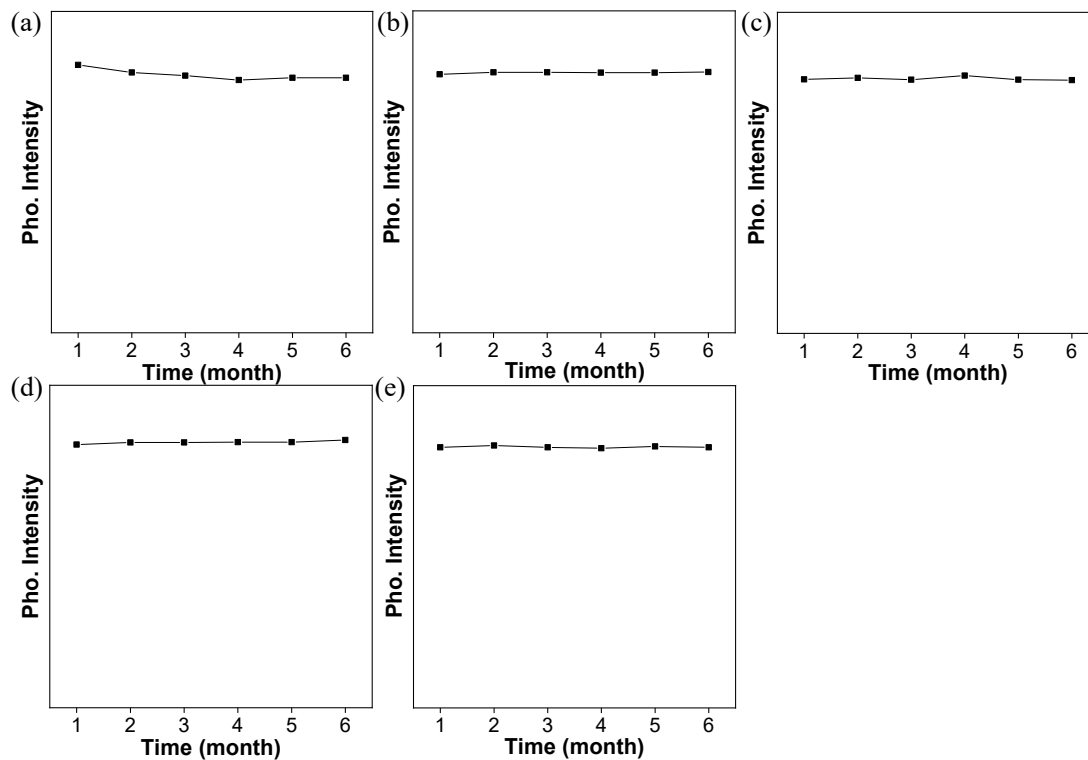 (a)
Pho. Intensity
1 2 3 4 5 6
Time (month)
(b)
Pho. Intensity
1 2 3 4 5 6
Time (month)
(c)
Pho. Intensity
1 2 3 4 5 6
Time (month)
(d)
Pho. Intensity
1 2 3 4 5 6
Time (month)
(e)
Pho. Intensity
1 2 3 4 5 6
Time (month)